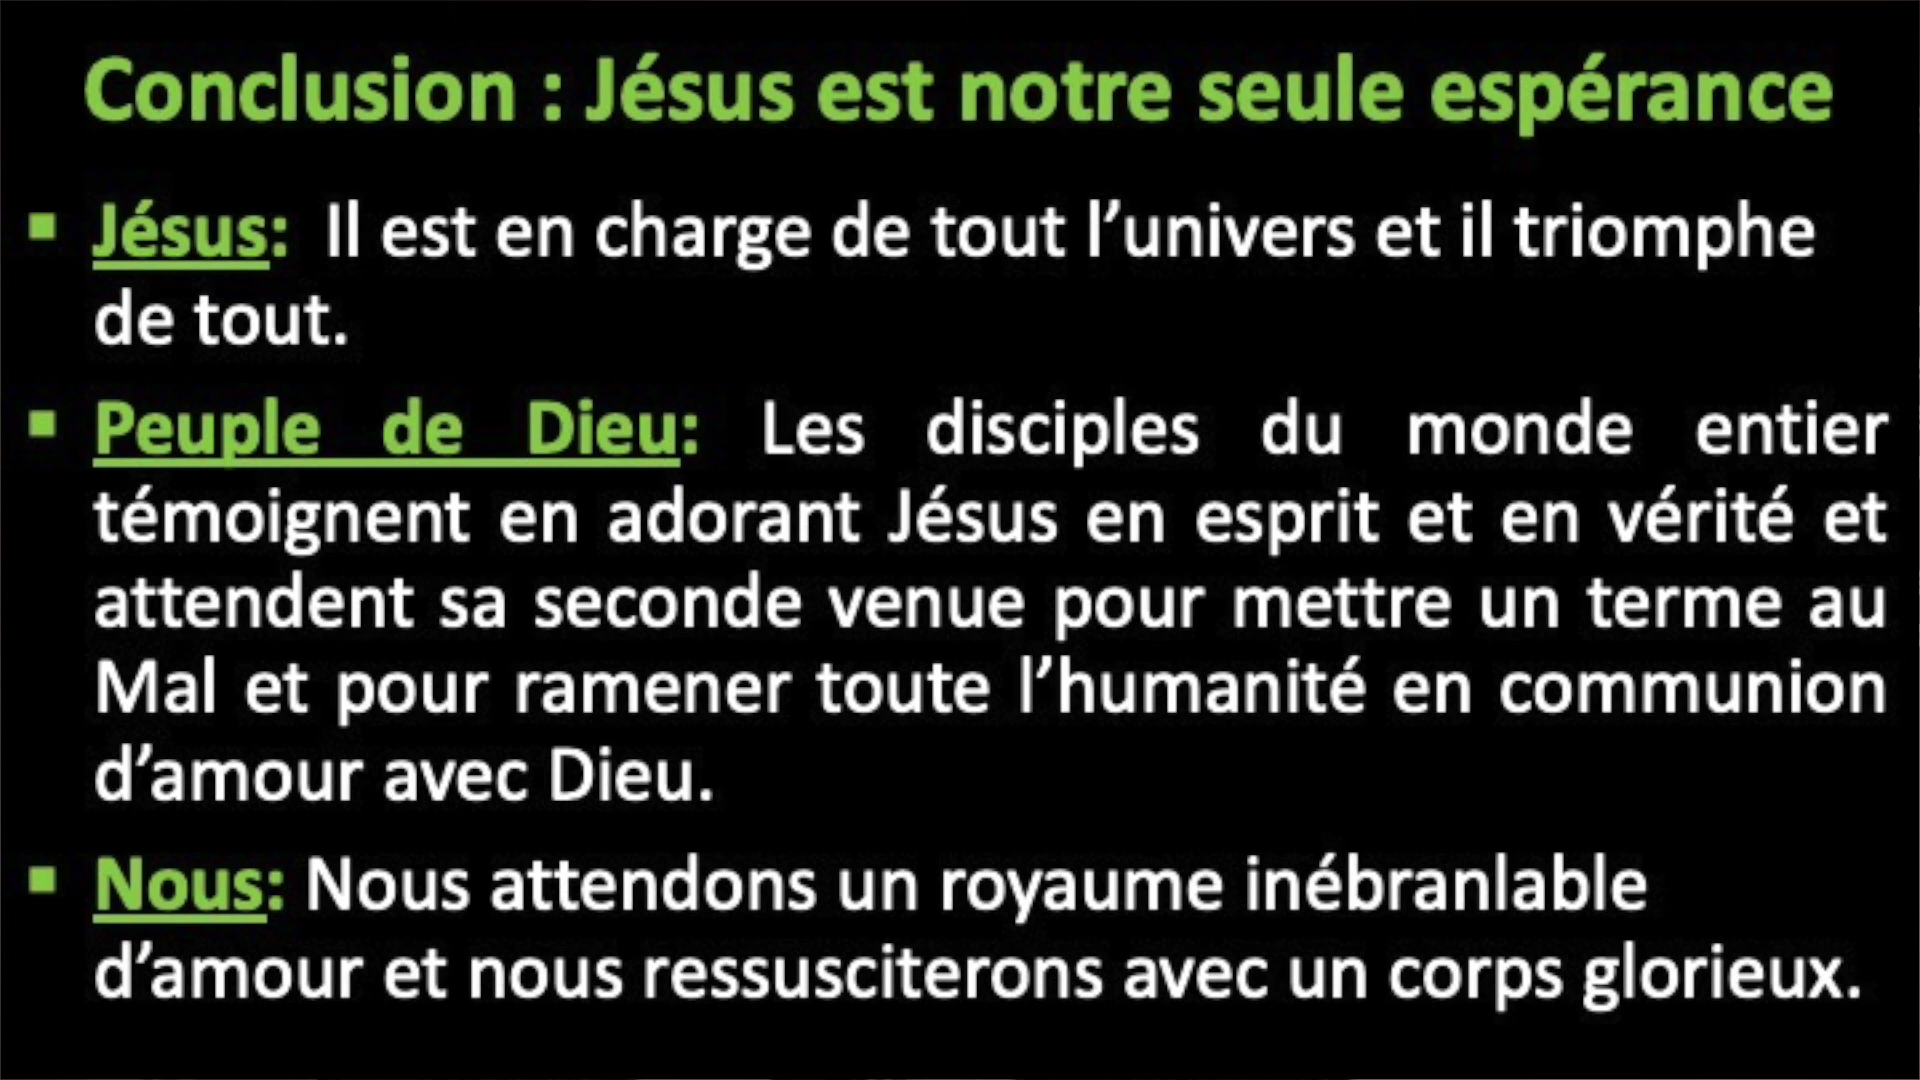 Conclusion : Jésus est notre seule espérance
▪ Jésus: Il est en charge de tout l’univers et il triomphe
de tout.
▪ Peuple de Dieu: Les disciples du monde entier
témoignent en adorant Jésus en esprit et en vérité et
attendent sa seconde venue pour mettre un terme au
Mal et pour ramener toute l’humanité en communion
d’amour avec Dieu.
▪ Nous: Nous attendons un royaume inébranlable
d’amour et nous ressusciterons avec un corps glorieux.